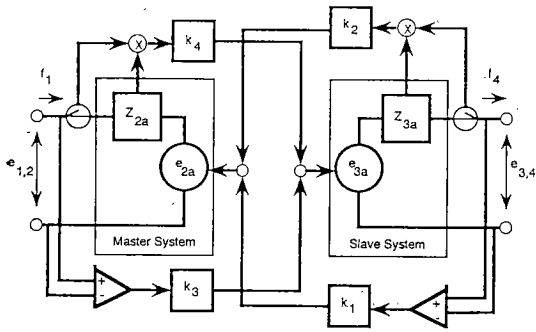 k2
x
k4
x
f1
f4
Z2a
Z3a
e1,2
e2a
e3a
e3,4
Master System
Slave System
+
-
k3
k1
+
-